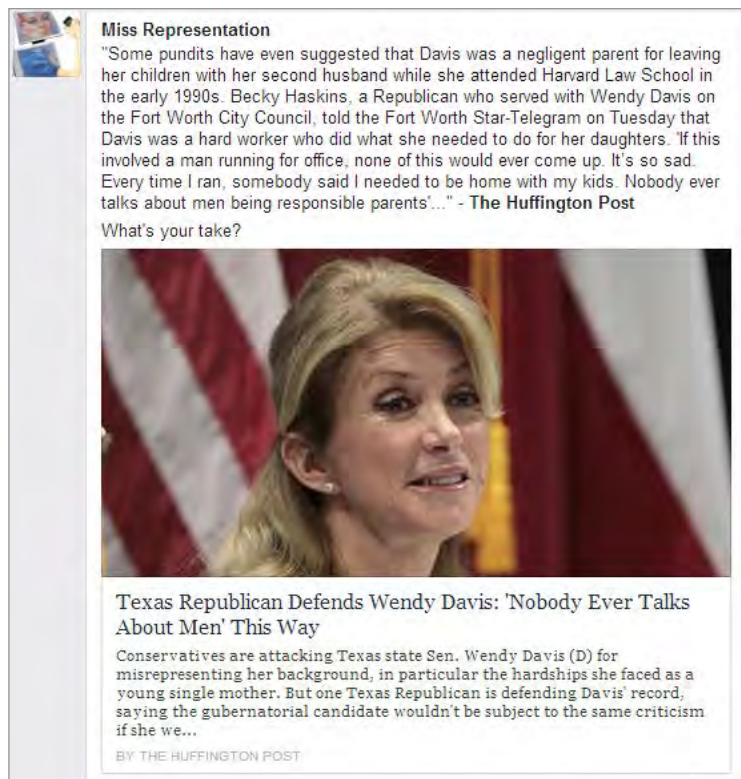 Miss Representation
"Some pundits have even suggested that Davis was a negligent parent for leaving
her children with her second husband while she attended Harvard Law School in
the early 1990s. Becky Haskins, a Republican who served with Wendy Davis on
the Fort Worth City Council, told the Fort Worth Star-Telegram on Tuesday that
Davis was a hard worker who did what she needed to do for her daughters. 'If this
involved a man running for office, none of this would ever come up. It's so sad.
Every time I ran, somebody said I needed to be home with my kids. Nobody ever
talks about men being responsible parents'..." - The Huffington Post
What's your take?
Texas Republican Defends Wendy Davis: 'Nobody Ever Talks
About Men' This Way
Conservatives are attacking Texas state Sen. Wendy Davis (D) for
misrepresenting her background, in particular the hardships she faced as a
young single mother. But one Texas Republican is defending Davis' record,
saying the gubernatorial candidate wouldn't be subject to the same criticism
if she we...
BY THE HUFFINGTON POST